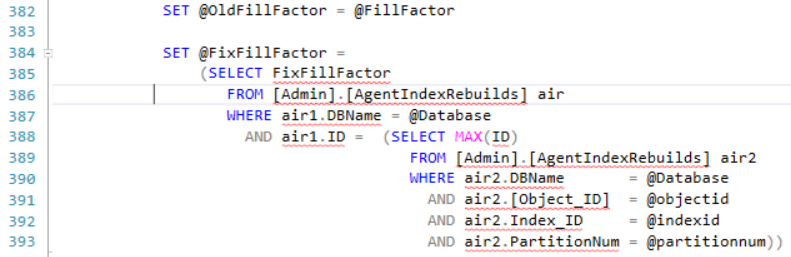 382 SET @OldFillFactor = @FillFactor
383
384 SET @FixFillFactor =
385 (SELECT FixFillFactor
386 FROM [Admin].[AgentIndexRebuilds] air
387 WHERE air1.DBName = @Database
388 AND air1.ID = (SELECT MAX(ID)
389 FROM [Admin].[AgentIndexRebuilds] air2
390 WHERE air2.DBName = @Database
391 AND air2.[Object_ID] = @objectid
392 AND air2.Index_ID = @indexid
393 AND air2.PartitionNum = @partitionnum))